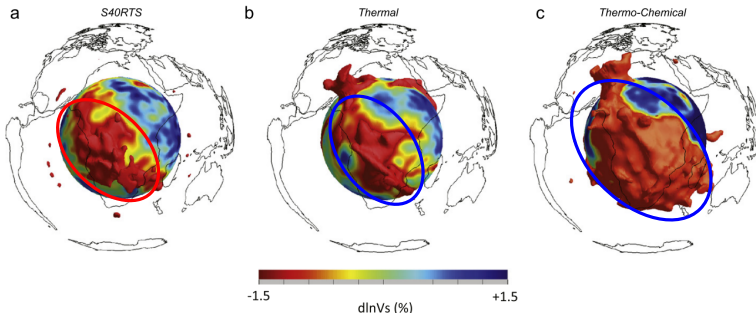 a
S40RTS
b
Thermal
c
Thermo-Chemical
-1.5
+1.5
dlnVs (%)